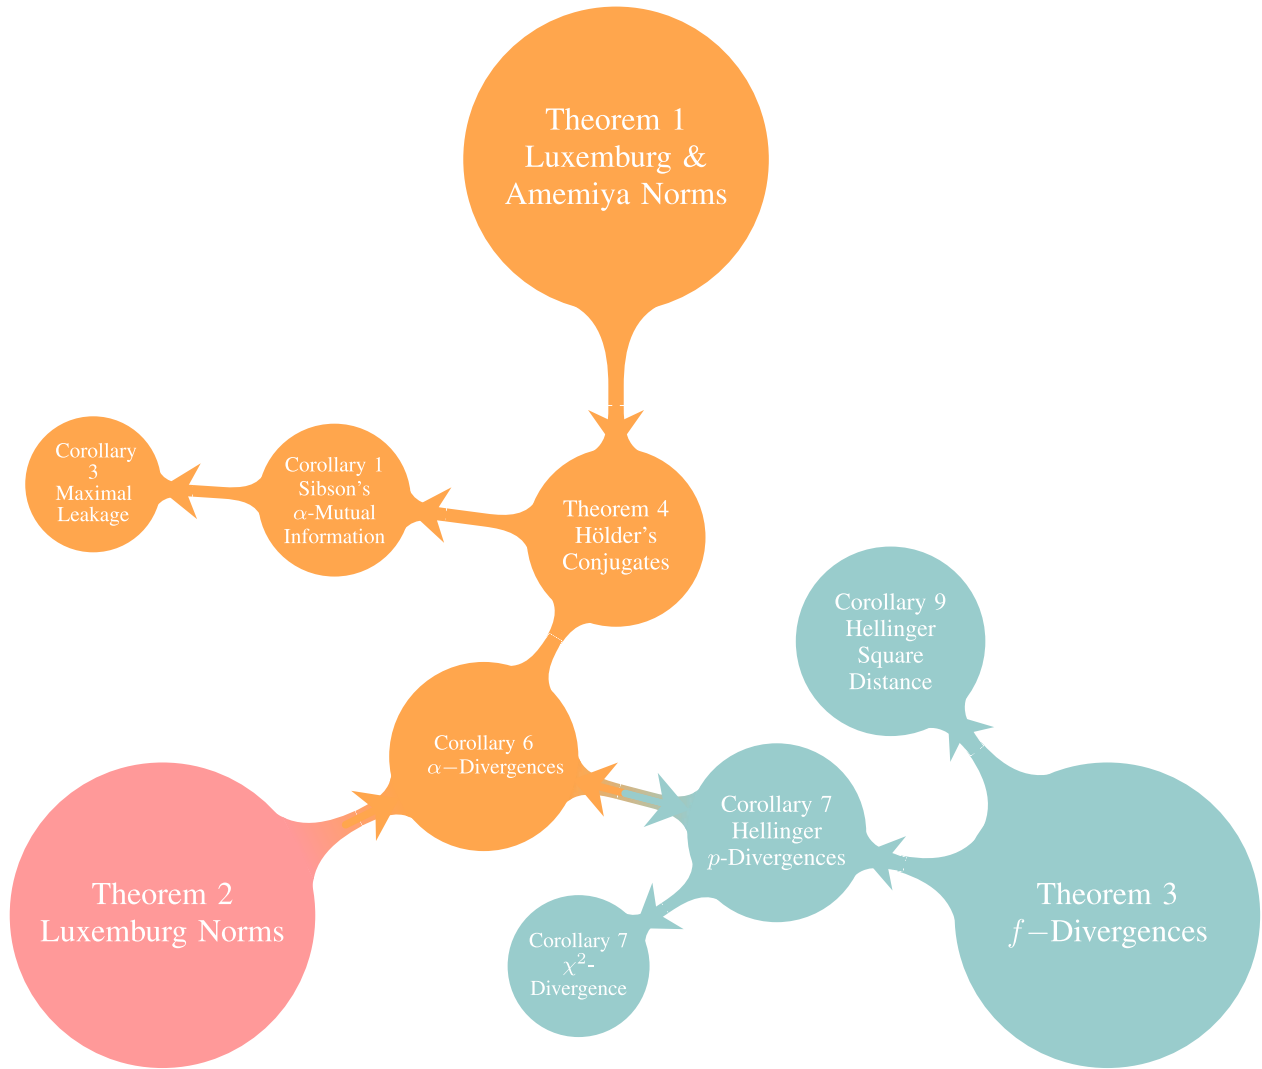 Theorem 1
Luxemburg &
Amemiya Norms
Corollary
3
Maximal
Leakage
Corollary 1
Sibson's
α-Mutual
Information
Theorem 4
Hölder's
Conjugates
Corollary 9
Hellinger
Square
Distance
Corollary 6
α−Divergences
Corollary 7
Hellinger
p-Divergences
Theorem 2
Luxemburg Norms
Corollary 7
χ²-
Divergence
Theorem 3
f−Divergences